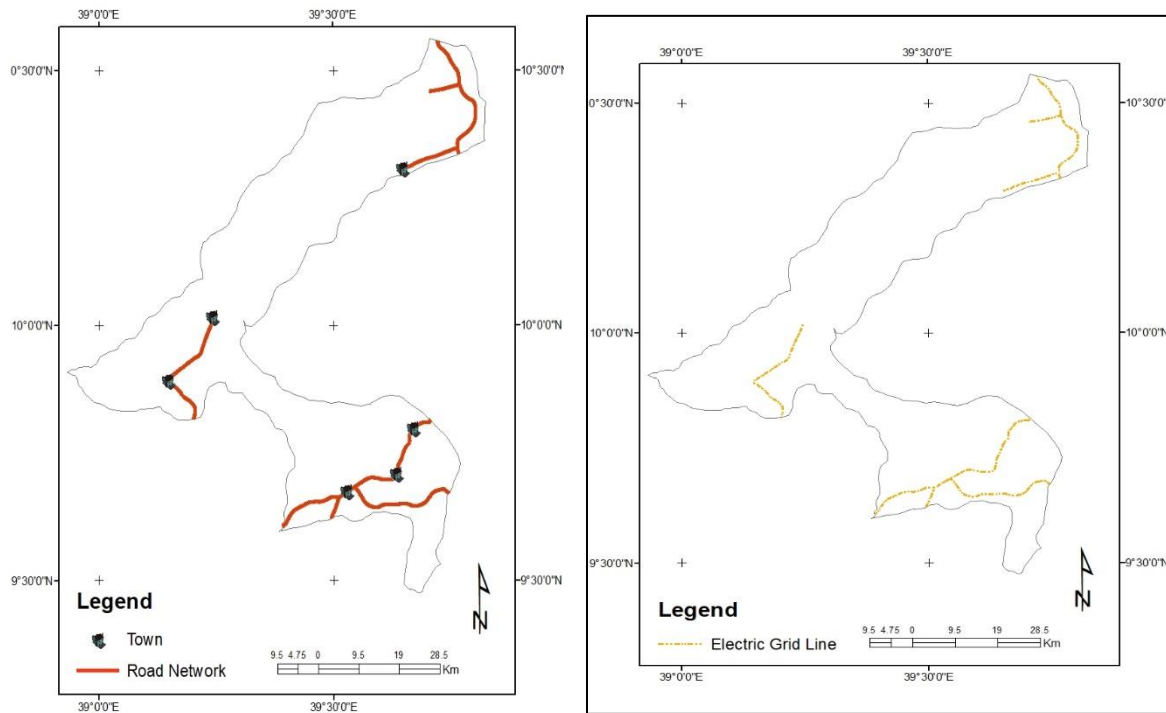 39°0'0"E 39°30'0"E
0°30'0"N 10°30'0"N
10°0'0"N 10°0'0"N
9°30'0"N 9°30'0"N
Legend
Town
Road Network
N
9.5 4.75 0 9.5 19 28.5
Km
39°0'0"E 39°30'0"E
39°0'0"E 39°30'0"E
0°30'0"N 10°30'0"N
10°0'0"N 10°0'0"N
9°30'0"N 9°30'0"N
Legend
Electric Grid Line
N
9.5 4.75 0 9.5 19 28.5
Km
39°0'0"E 39°30'0"E